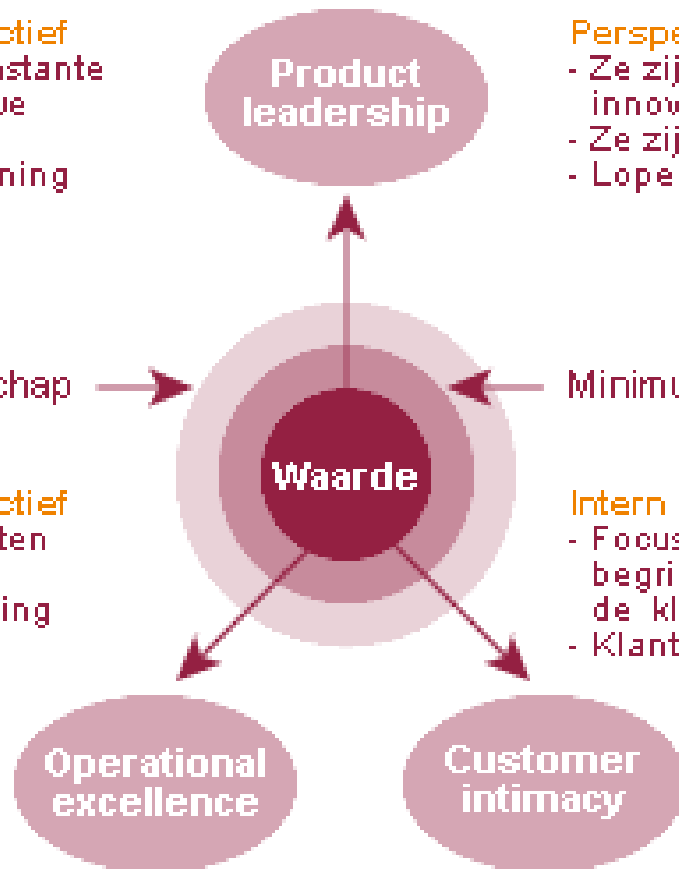 ctief
nstante
ue
ning
Product
leadership
Perspe
- Ze zij
innov
- Ze zij
- Lope
chap
Minimu
Waarde
ctief
ten
ing
Intern
- Focus
begri
de kl
- Klant
Operational
excellence
Customer
intimacy